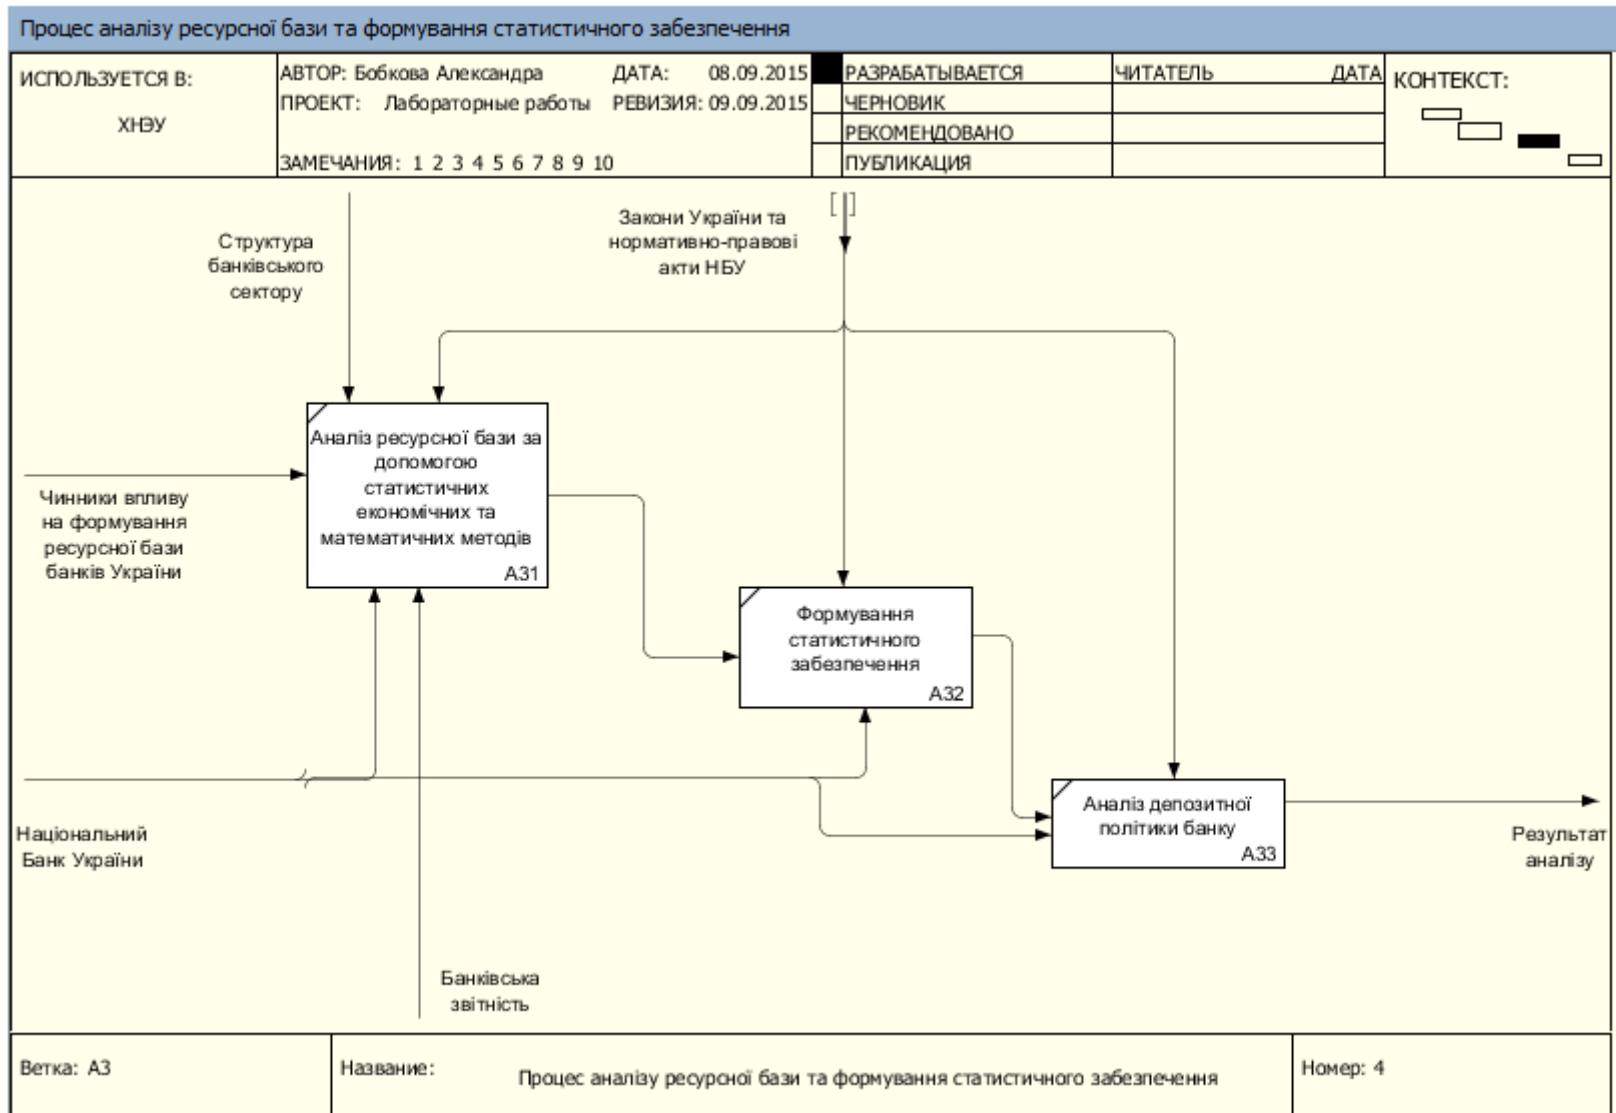 Процес аналізу ресурсної бази та формування статистичного забезпечення
ИСПОЛЬЗУЕТСЯ В:
ХНЭУ
АВТОР: Бобкова Александра ДАТА: 08.09.2015
ПРОЕКТ: Лабораторные работы РЕВИЗИЯ: 09.09.2015
ЗАМЕЧАНИЯ: 1 2 3 4 5 6 7 8 9 10
РАЗРАБАТЫВАЕТСЯ
ЧЕРНОВИК
РЕКОМЕНДОВАНО
ПУБЛИКАЦИЯ
ЧИТАТЕЛЬ ДАТА
КОНТЕКСТ:
Структура
банківського
сектору
Закони України та
нормативно-правові
акти НБУ
Аналіз ресурсної бази за
допомогою
статистичних
економічних та
математичних методів
А31
Чинники впливу
на формування
ресурсної бази
банків України
Формування
статистичного
забезпечення
А32
Аналіз депозитної
політики банку
А33
Національний
Банк України
Результат
аналізу
Банківська
звітність
Ветка: А3
Название:
Процес аналізу ресурсної бази та формування статистичного забезпечення
Номер: 4